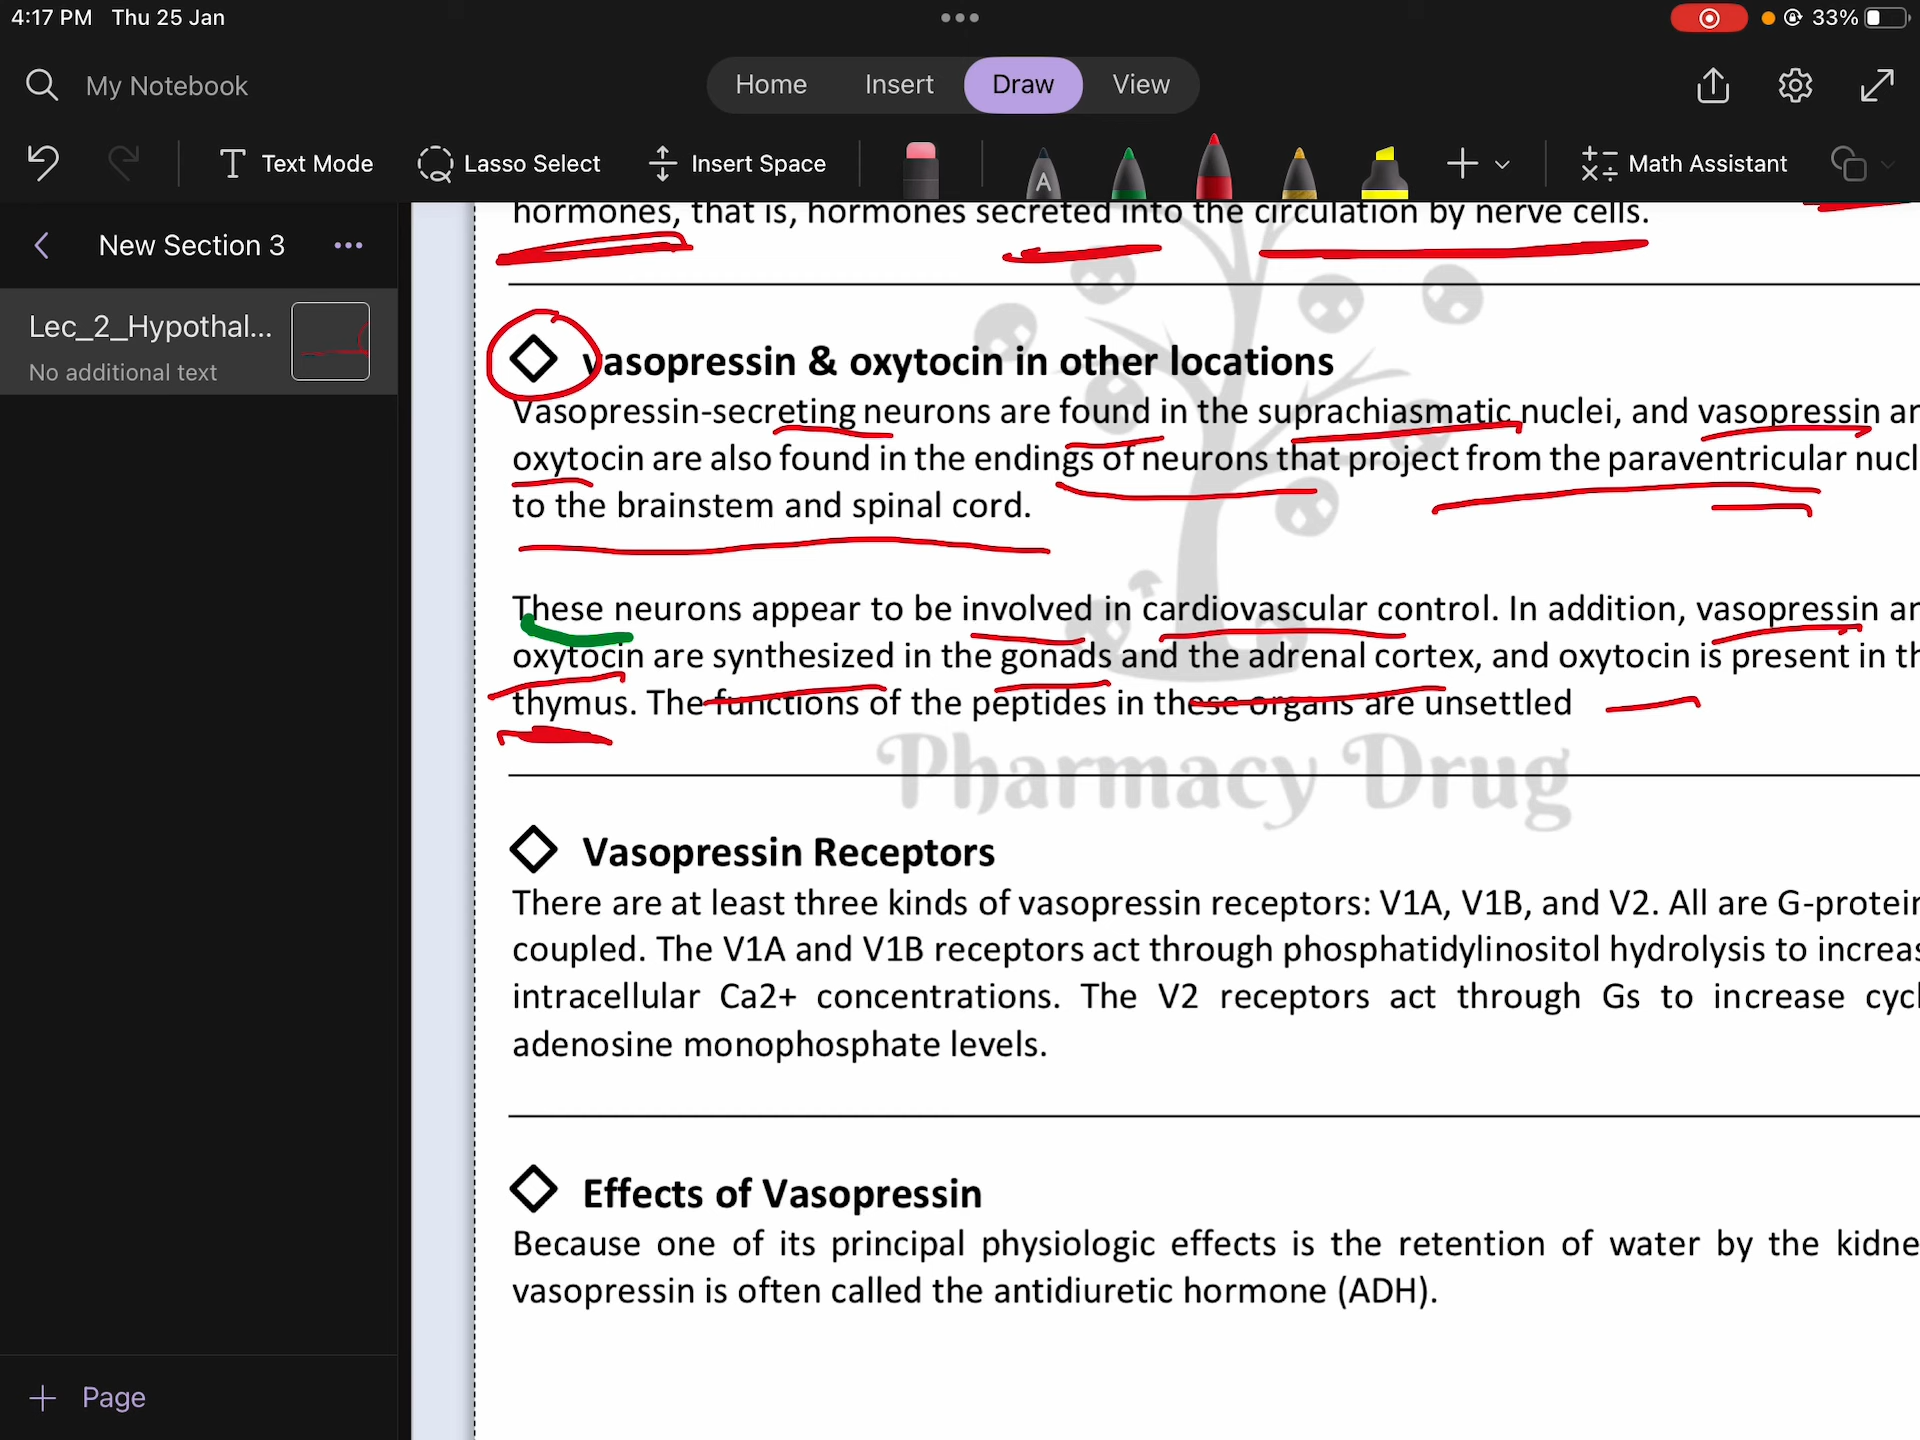 4:17 PM Thu 25 Jan
33%
My Notebook
Home Insert Draw View
Text Mode Lasso Select Insert Space A Math Assistant
New Section 3
Lec_2_Hypothal...
No additional text
Page
hormones, that is, hormones secreted into the circulation by nerve cells.
vasopressin & oxytocin in other locations
Vasopressin-secreting neurons are found in the suprachiasmatic nuclei, and vasopressin an
oxytocin are also found in the endings of neurons that project from the paraventricular nucl
to the brainstem and spinal cord.
These neurons appear to be involved in cardiovascular control. In addition, vasopressin an
oxytocin are synthesized in the gonads and the adrenal cortex, and oxytocin is present in th
thymus. The functions of the peptides in these organs are unsettled
Pharmacy Drug
Vasopressin Receptors
There are at least three kinds of vasopressin receptors: V1A, V1B, and V2. All are G-protein
coupled. The V1A and V1B receptors act through phosphatidylinositol hydrolysis to increas
intracellular Ca2+ concentrations. The V2 receptors act through Gs to increase cycl
adenosine monophosphate levels.
Effects of Vasopressin
Because one of its principal physiologic effects is the retention of water by the kidne
vasopressin is often called the antidiuretic hormone (ADH).